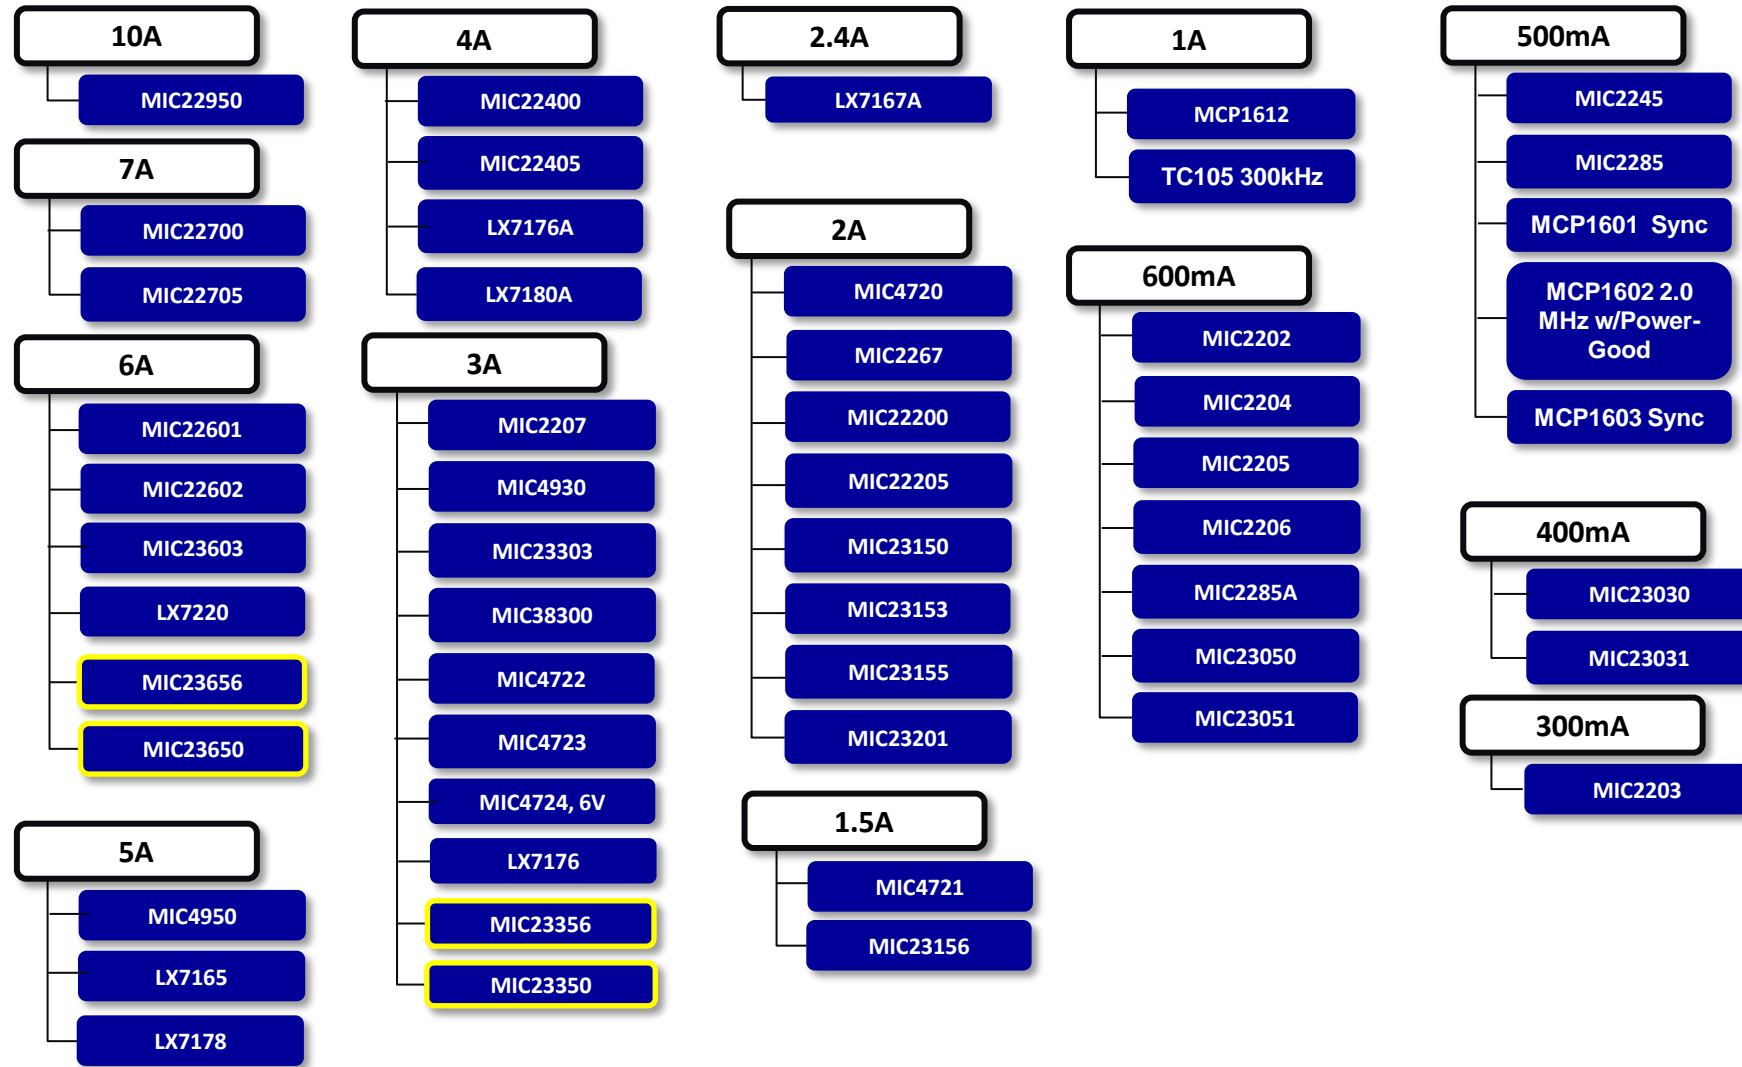 10A
MIC22950
7A
MIC22700
MIC22705
6A
MIC22601
MIC22602
MIC23603
LX7220
MIC23656
MIC23650
5A
MIC4950
LX7165
LX7178
4A
MIC22400
MIC22405
LX7176A
LX7180A
3A
MIC2207
MIC4930
MIC23303
MIC38300
MIC4722
MIC4723
MIC4724, 6V
LX7176
MIC23356
MIC23350
2.4A
LX7167A
2A
MIC4720
MIC2267
MIC22200
MIC22205
MIC23150
MIC23153
MIC23155
MIC23201
1.5A
MIC4721
MIC23156
1A
MCP1612
TC105 300kHz
600mA
MIC2202
MIC2204
MIC2205
MIC2206
MIC2285A
MIC23050
MIC23051
500mA
MIC2245
MIC2285
MCP1601 Sync
MCP1602 2.0
MHz w/Power-
Good
MCP1603 Sync
400mA
MIC23030
MIC23031
300mA
MIC2203